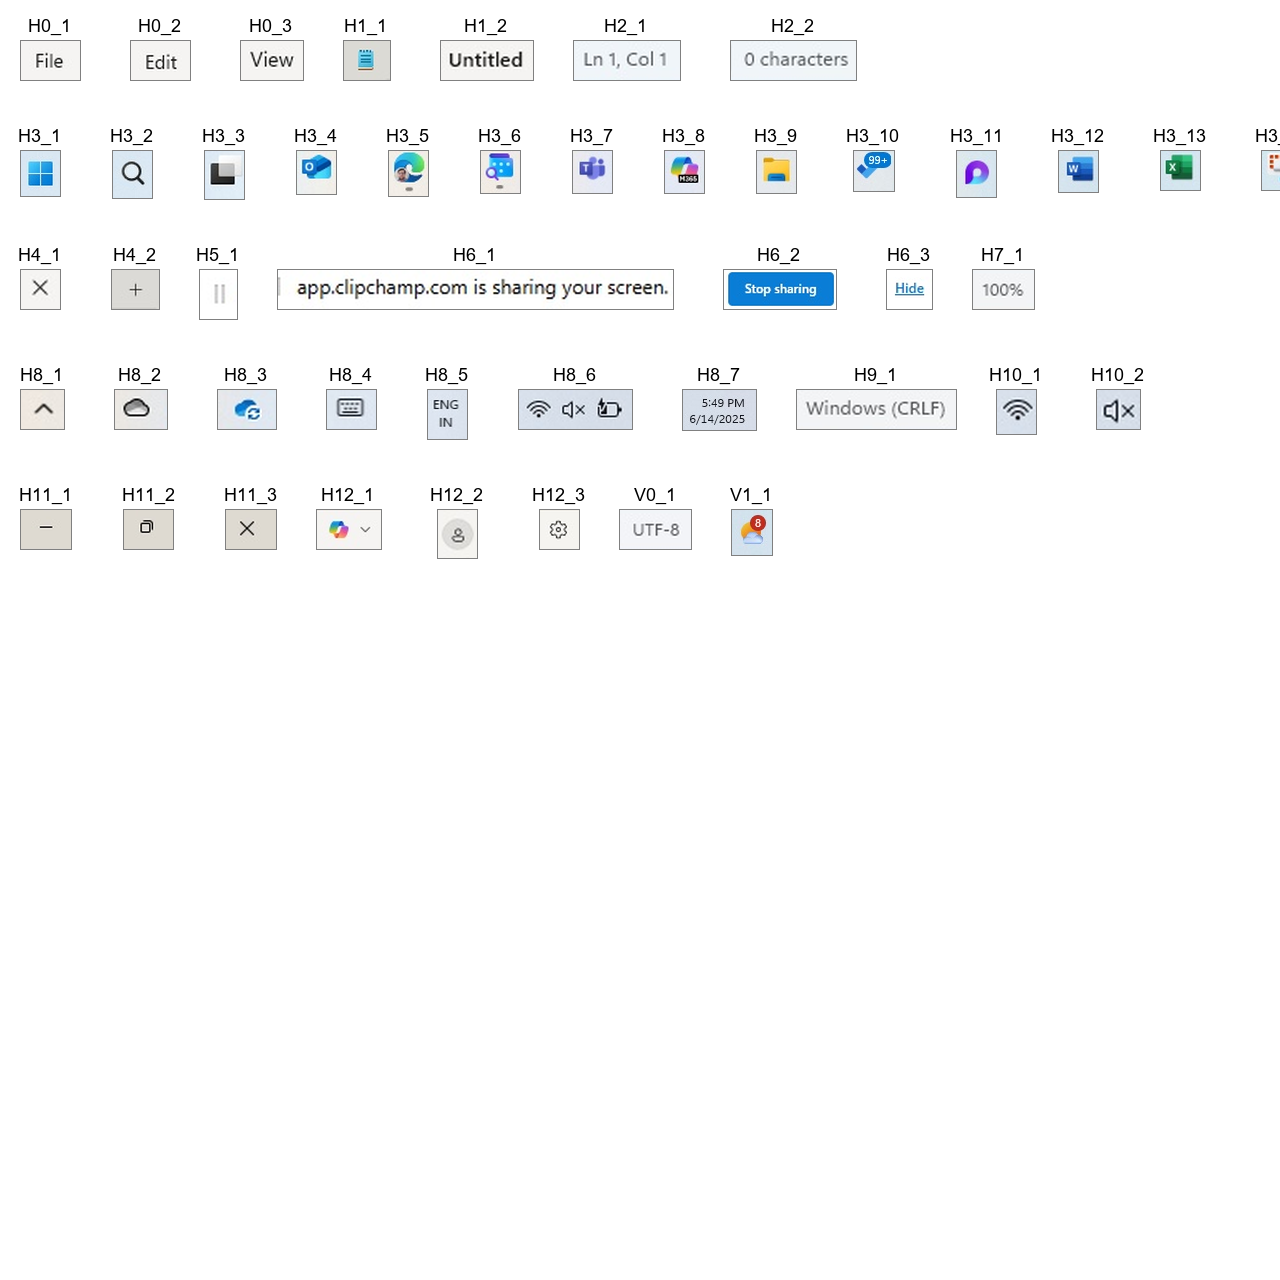 H0_1 H0_2 H0_3 H1_1 H1_2 H2_1 H2_2
File Edit View Untitled Ln 1, Col 1 0 characters
H3_1 H3_2 H3_3 H3_4 H3_5 H3_6 H3_7 H3_8 H3_9 H3_10 H3_11 H3_12 H3_13 H3_
M365 99+ W X
H4_1 H4_2 H5_1 H6_1 H6_2 H6_3 H7_1
app.clipchamp.com is sharing your screen. Stop sharing Hide 100%
H8_1 H8_2 H8_3 H8_4 H8_5 H8_6 H8_7 H9_1 H10_1 H10_2
ENG 5:49 PM Windows (CRLF)
IN 6/14/2025
H11_1 H11_2 H11_3 H12_1 H12_2 H12_3 V0_1 V1_1
UTF-8 8